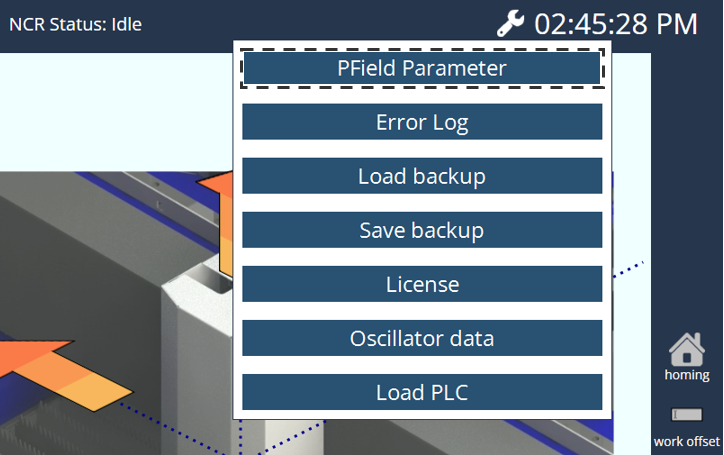 NCR Status: Idle
02:45:28 PM
PField Parameter
Error Log
Load backup
Save backup
License
Oscillator data
Load PLC
homing
work offset